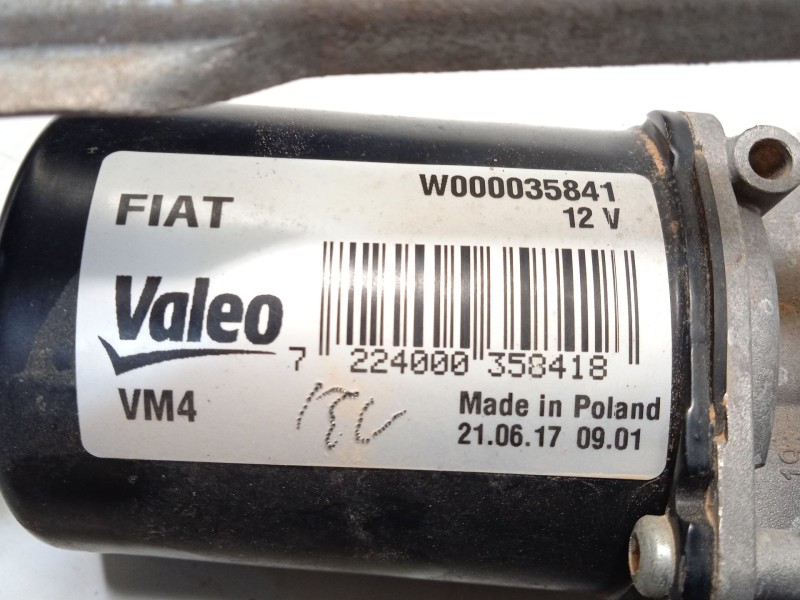 W000035841
FIAT
12 V
Valeo
7 224000 358418
VM4
Made in Poland
21.06.17 09.01